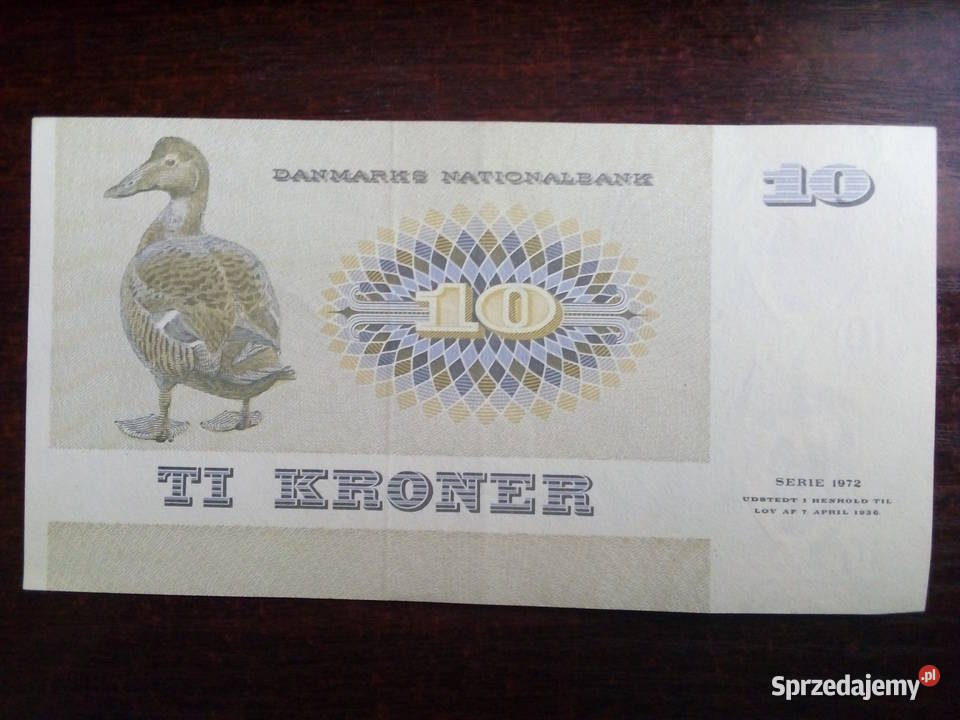 DANMARKS NATIONALBANK
10
10
TI KRONER
SERIE 1972
UDSTEDT I HENHOLD TIL
LOV AF 7. APRIL 1936.
Sprzedajemy.pl